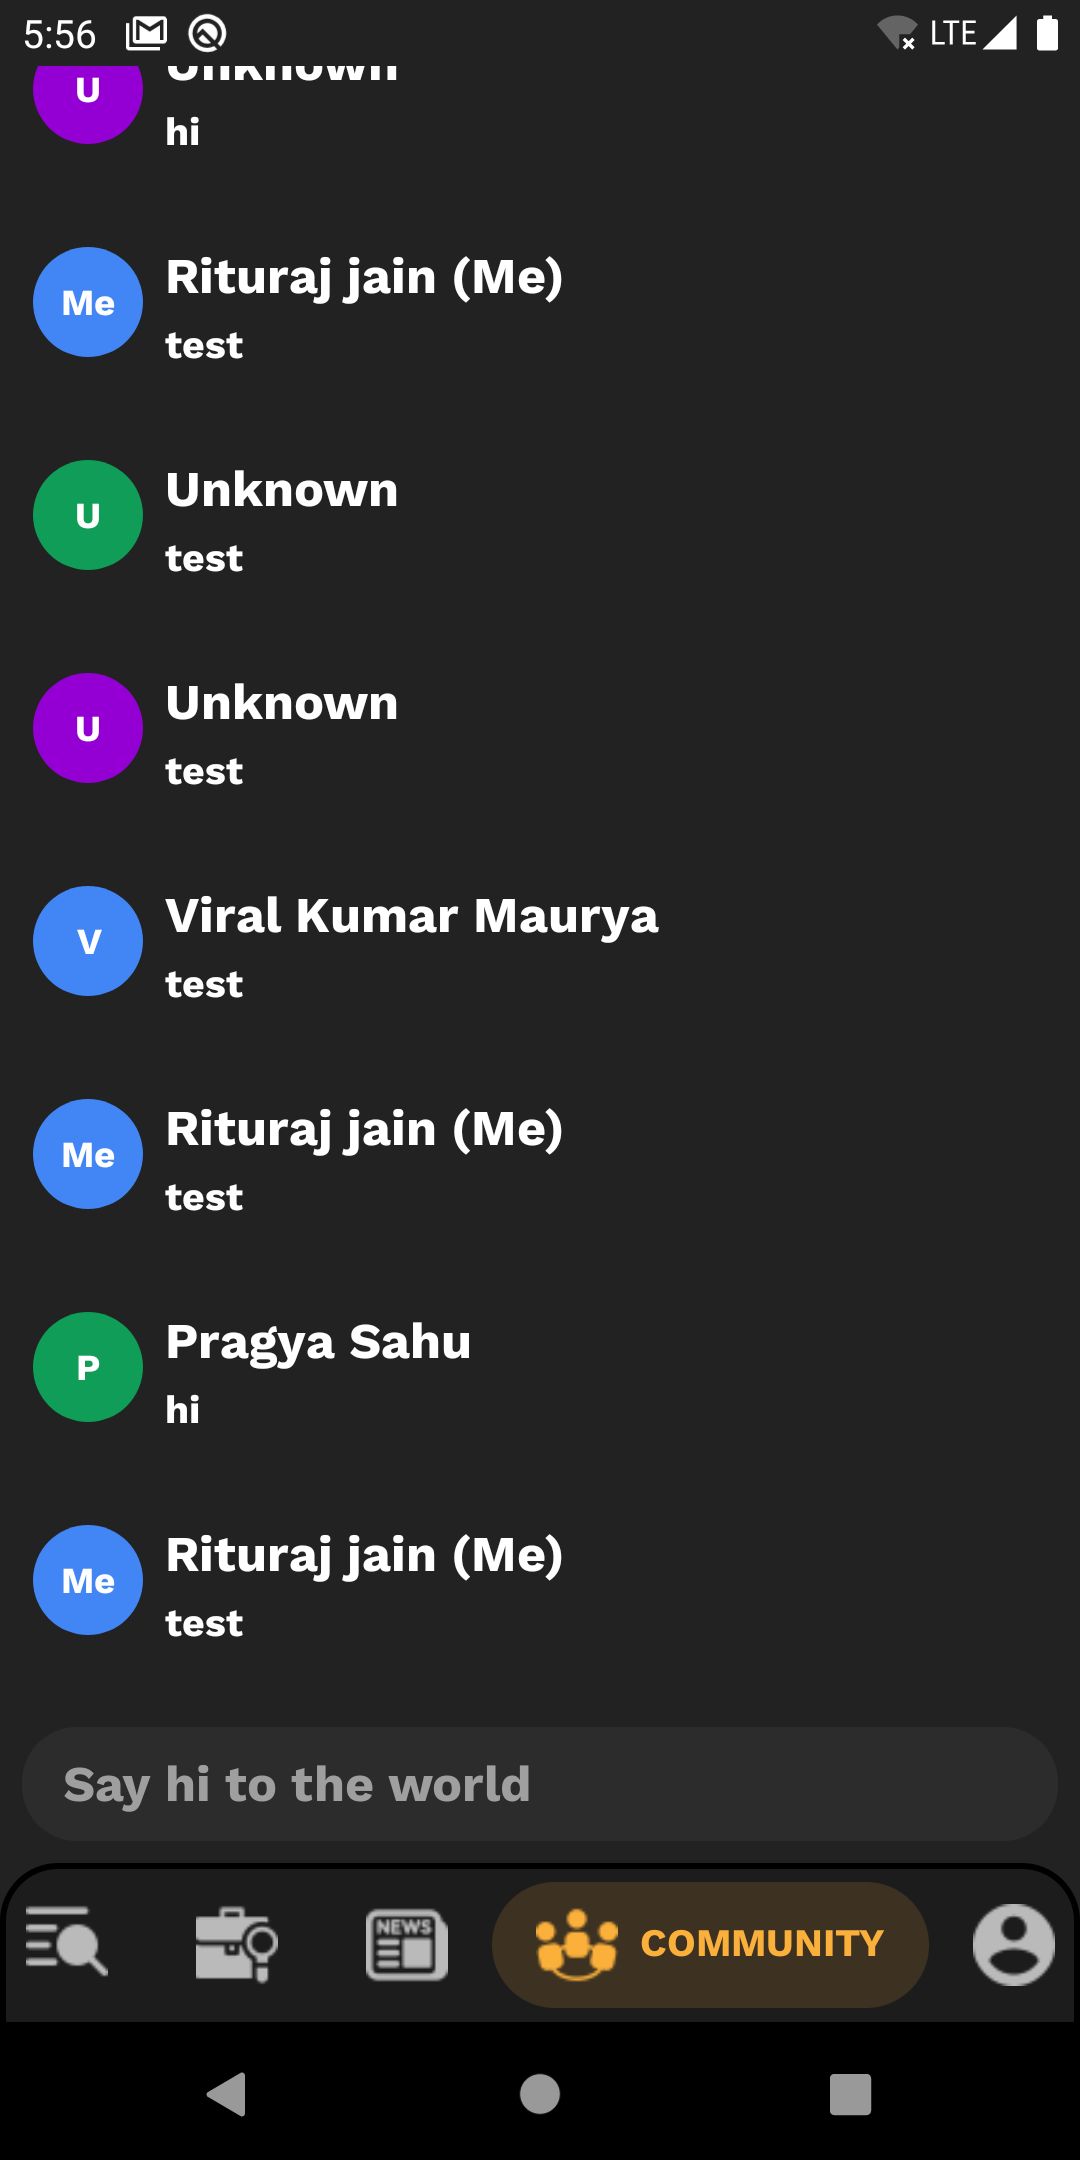 5:56 LTE
Unknown
U
hi
Rituraj jain (Me)
Me
test
Unknown
U
test
Unknown
U
test
Viral Kumar Maurya
V
test
Rituraj jain (Me)
Me
test
Pragya Sahu
P
hi
Rituraj jain (Me)
Me
test
Say hi to the world
NEWS
COMMUNITY